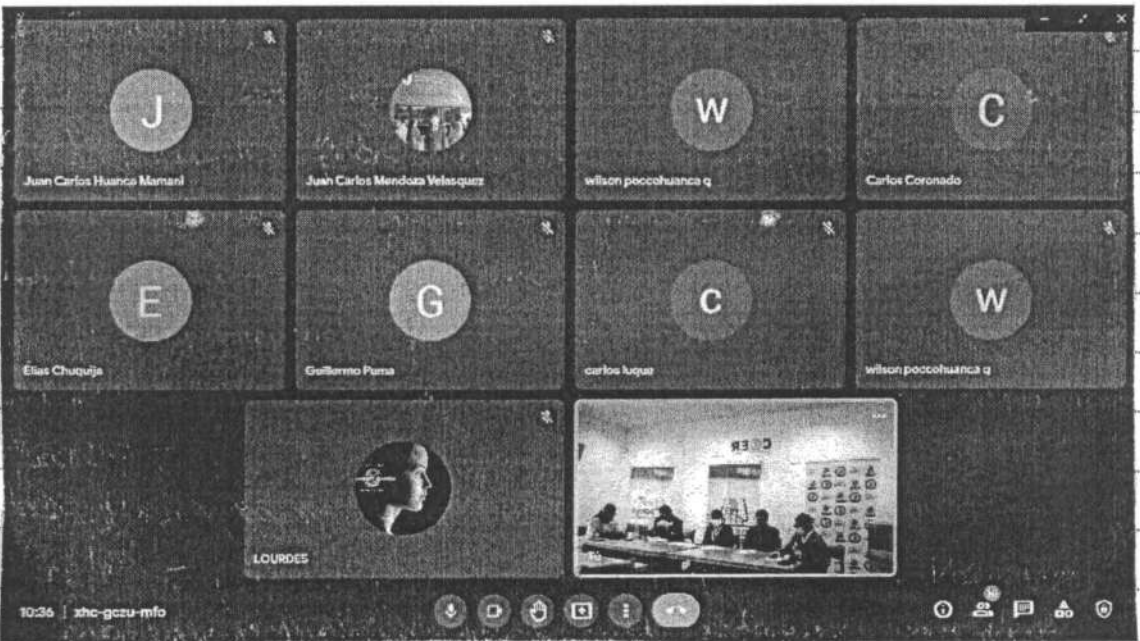 J
Juan Carlos Huanca Mamani
Juan Carlos Mendoza Velasquez
W
wilson poccohuanca q
C
Carlos Coronado
E
Elias Chuquija
G
Guillermo Puma
c
carlos luque
W
wilson poccohuanca q
LOURDES
Tú
10:36 | xhc-gczu-mfo